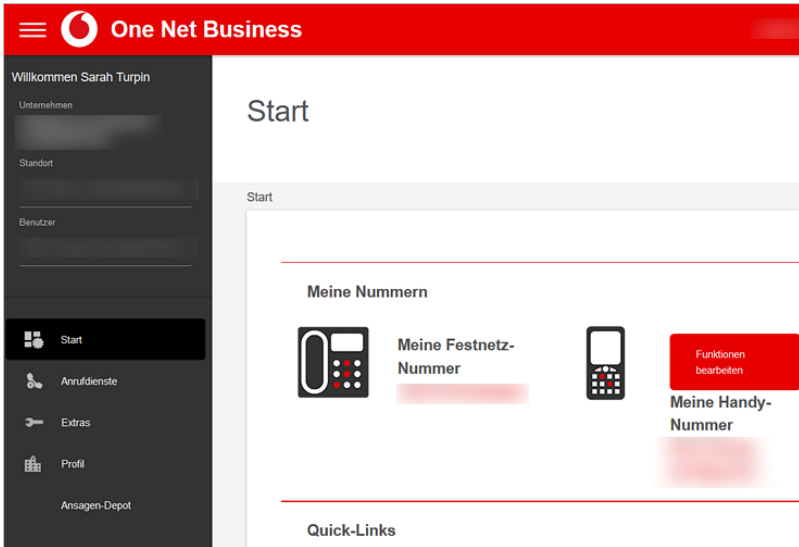 One Net Business
Willkommen Sarah Turpin
Unternehmen
Standort
Benutzer
Start
Anrufdienste
Extras
Profil
Ansagen-Depot
Start
Start
Meine Nummern
Meine Festnetz-
Nummer
Funktionen
bearbeiten
Meine Handy-
Nummer
Quick-Links